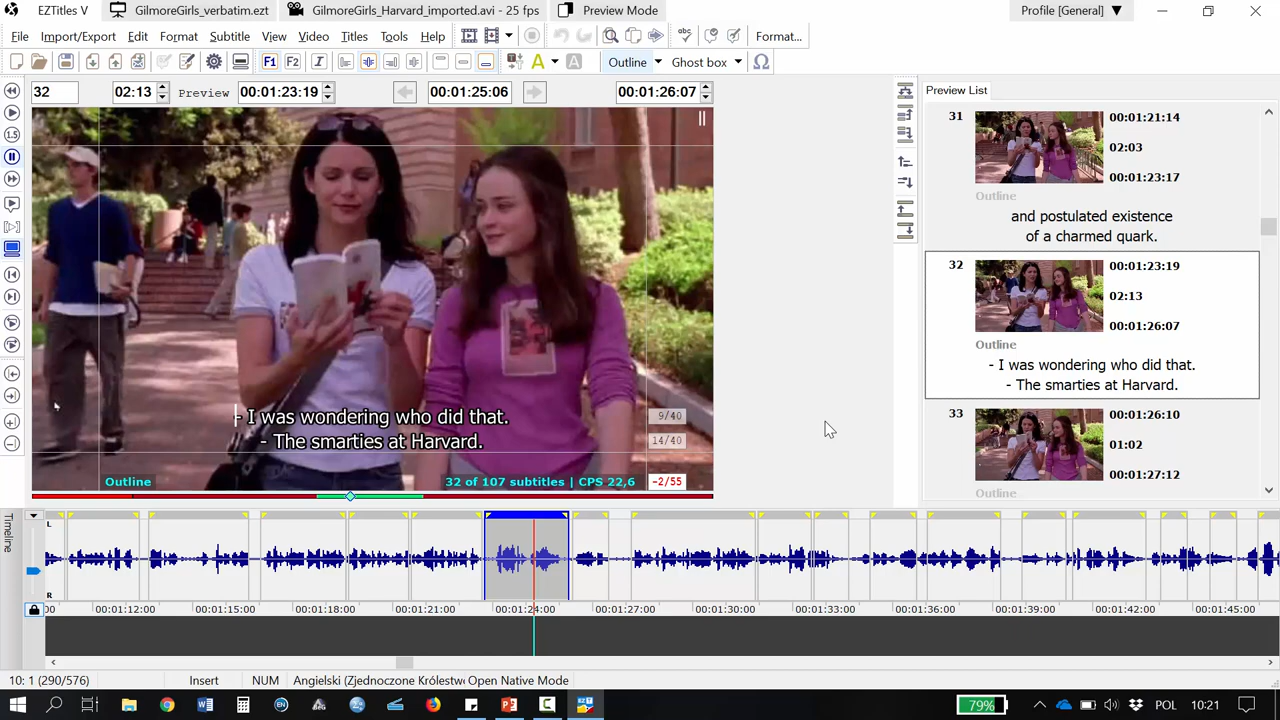 EZTitles V
GilmoreGirls_verbatim.ezt
GilmoreGirls_Harvard_imported.avi - 25 fps
Preview Mode
Profile [General] ▼
File
Import/Export
Edit
Format
Subtitle
View
Video
Titles
Tools
Help
Format...
F1
F2
I
A
A
Outline
Ghost box
Ω
32
02:13
Preview
00:01:23:19
00:01:25:06
00:01:26:07
1.5
- I was wondering who did that.
- The smarties at Harvard.
9/40
14/40
Outline
32 of 107 subtitles | CPS 22,6
-2/55
Preview List
31
00:01:21:14
02:03
00:01:23:17
Outline
and postulated existence
of a charmed quark.
32
00:01:23:19
02:13
00:01:26:07
Outline
- I was wondering who did that.
- The smarties at Harvard.
33
00:01:26:10
01:02
00:01:27:12
Outline
Timeline
L
R
:00
00:01:12:00
00:01:15:00
00:01:18:00
00:01:21:00
00:01:24:00
00:01:27:00
00:01:30:00
00:01:33:00
00:01:36:00
00:01:39:00
00:01:42:00
00:01:45:00
10: 1 (290/576)
Insert
NUM
Angielski (Zjednoczone Królestwo
Open Native Mode
79%
POL
10:21